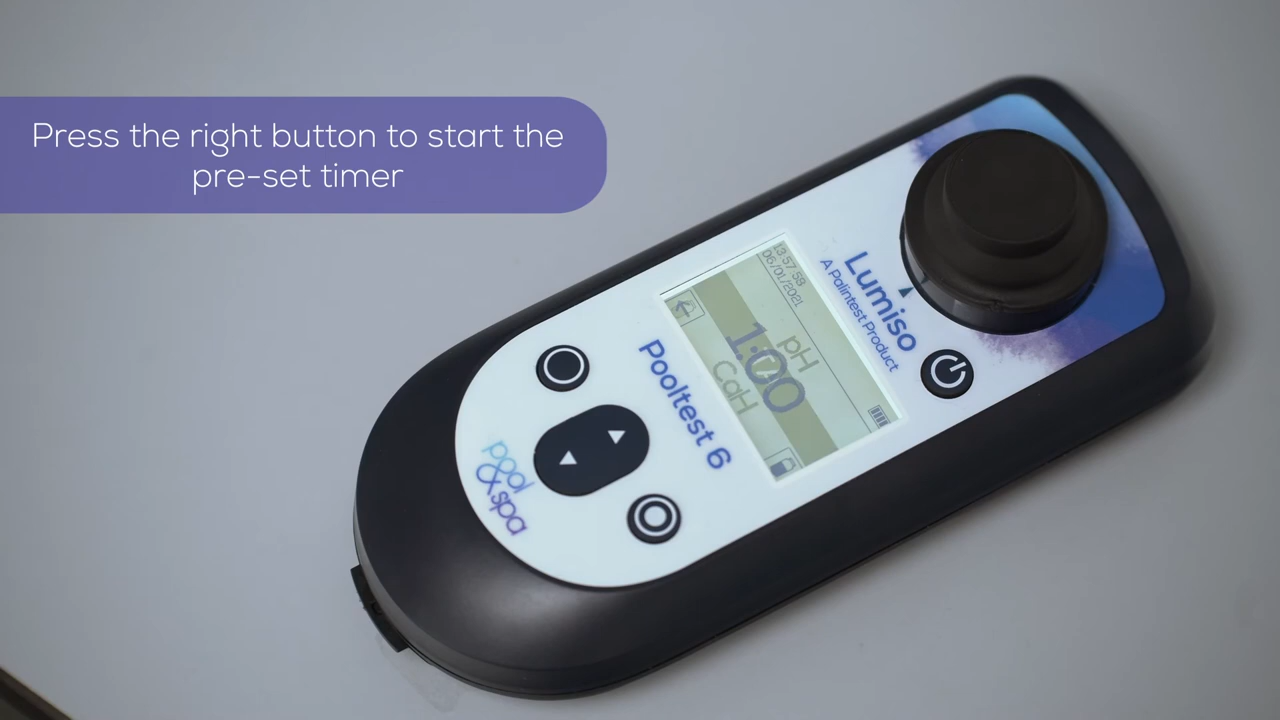 Press the right button to start the
pre-set timer
Lumiso
A Palintest Product
13:57:59
06/01/2021
pH
1:00
CaH
Pooltest 6
pool
&spa